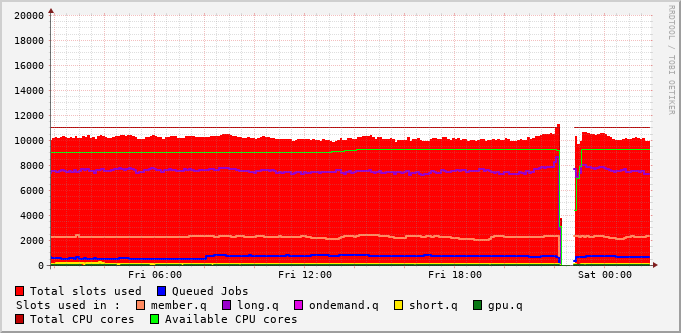 RRDTOOL / TOBI OETIKER
20000
18000
16000
14000
12000
10000
8000
6000
4000
2000
0
Fri 06:00 Fri 12:00 Fri 18:00 Sat 00:00
Total slots used Queued Jobs
Slots used in : member.q long.q ondemand.q short.q gpu.q
Total CPU cores Available CPU cores